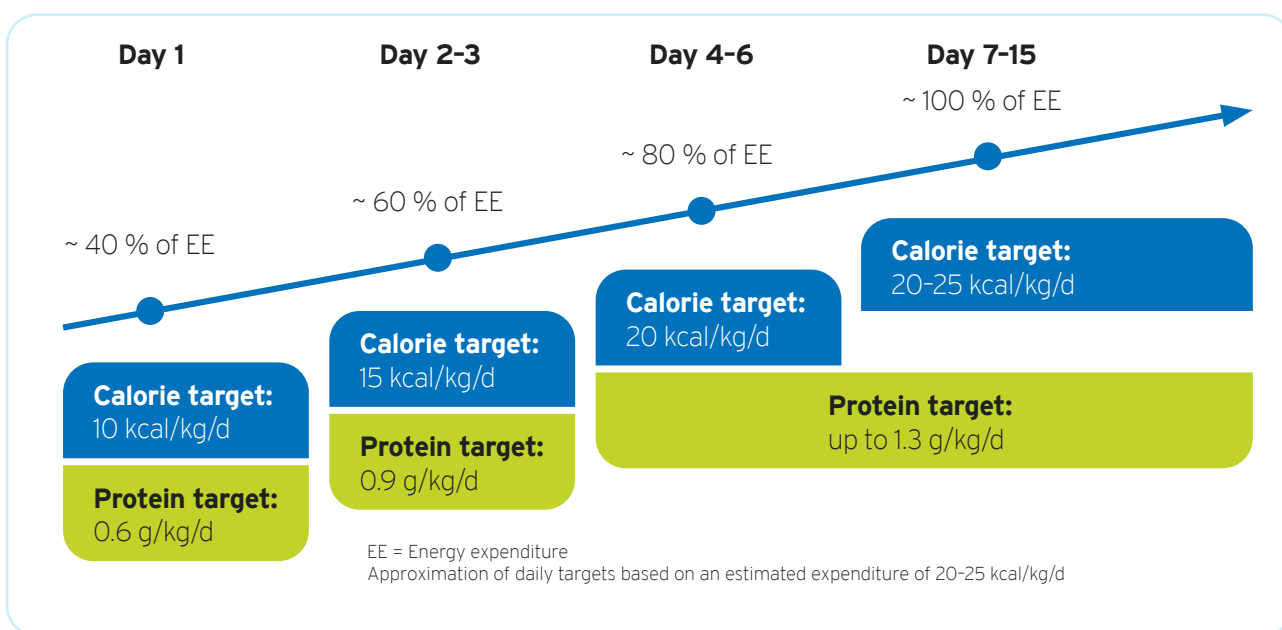 Day 1
Day 2–3
Day 4–6
Day 7–15
~ 40 % of EE
~ 60 % of EE
~ 80 % of EE
~ 100 % of EE
Calorie target:
10 kcal/kg/d
Protein target:
0.6 g/kg/d
Calorie target:
15 kcal/kg/d
Protein target:
0.9 g/kg/d
Calorie target:
20 kcal/kg/d
Calorie target:
20–25 kcal/kg/d
Protein target:
up to 1.3 g/kg/d
EE = Energy expenditure
Approximation of daily targets based on an estimated expenditure of 20–25 kcal/kg/d